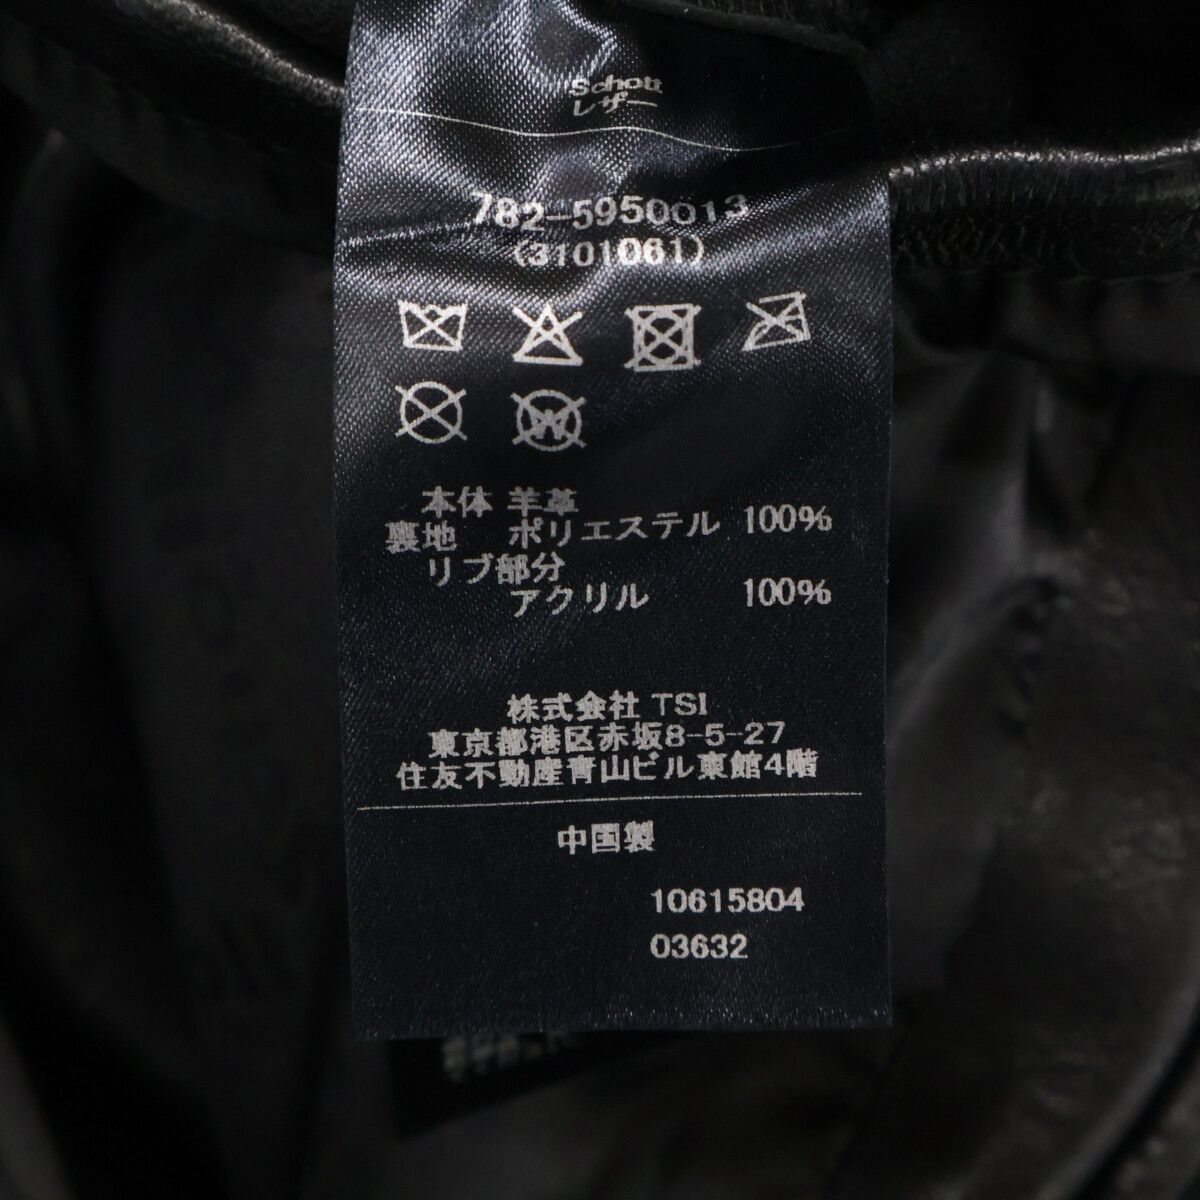 Schott
レザー
782-5950013
(3101061)
本体 羊革
裏地 ポリエステル 100%
リブ部分
アクリル 100%
株式会社 TSI
東京都港区赤坂8-5-27
住友不動産青山ビル東館4階
中国製
10615804
03632